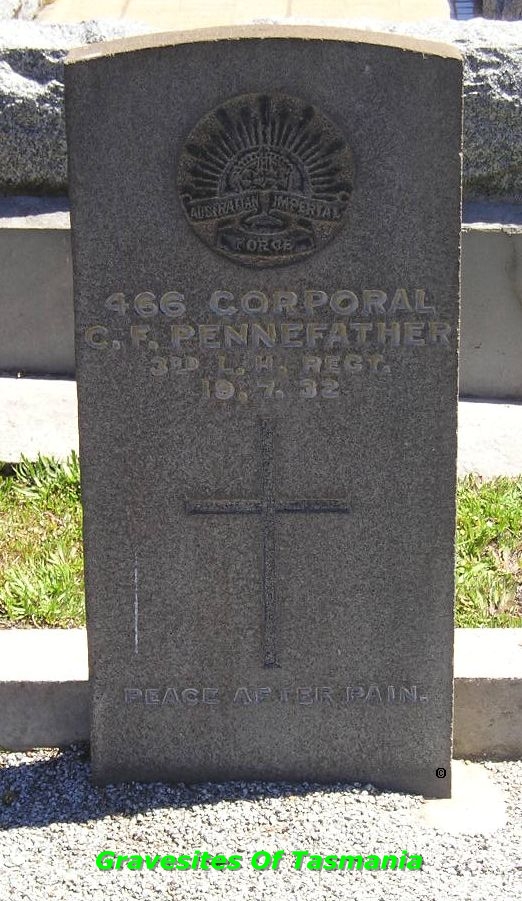 AUSTRALIAN IMPERIAL
FORCE
466 CORPORAL
C. F. PENNEFATHER
3RD L. H. REGT.
19. 7. 32
PEACE AFTER PAIN.
©
Gravesites Of Tasmania